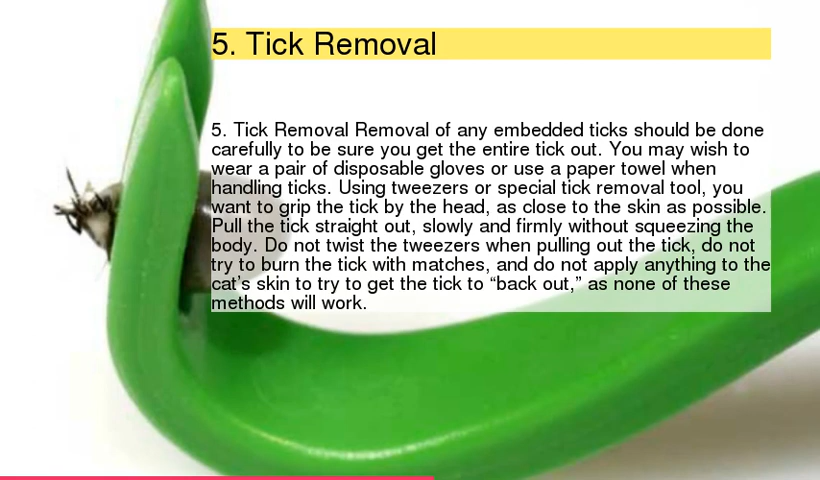 5. Tick Removal
5. Tick Removal Removal of any embedded ticks should be done
carefully to be sure you get the entire tick out. You may wish to
wear a pair of disposable gloves or use a paper towel when
handling ticks. Using tweezers or special tick removal tool, you
want to grip the tick by the head, as close to the skin as possible.
Pull the tick straight out, slowly and firmly without squeezing the
body. Do not twist the tweezers when pulling out the tick, do not
try to burn the tick with matches, and do not apply anything to the
cat’s skin to try to get the tick to “back out,” as none of these
methods will work.